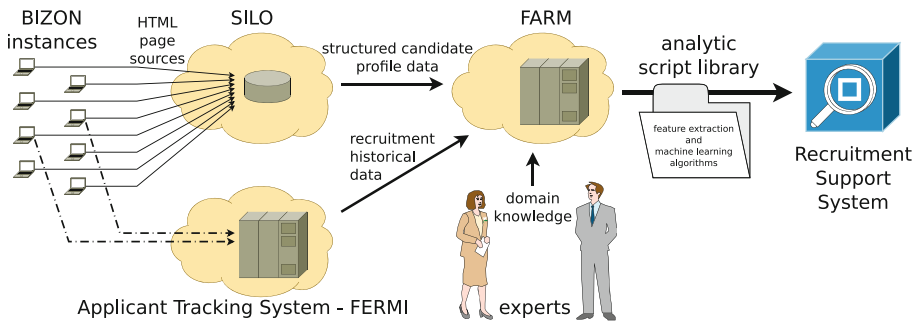 BIZON
instances
HTML
page
sources
SILO
structured candidate
profile data
FARM
analytic
script library
feature extraction
and
machine learning
algorithms
Recruitment
Support
System
recruitment
historical
data
domain
knowledge
experts
Applicant Tracking System - FERMI